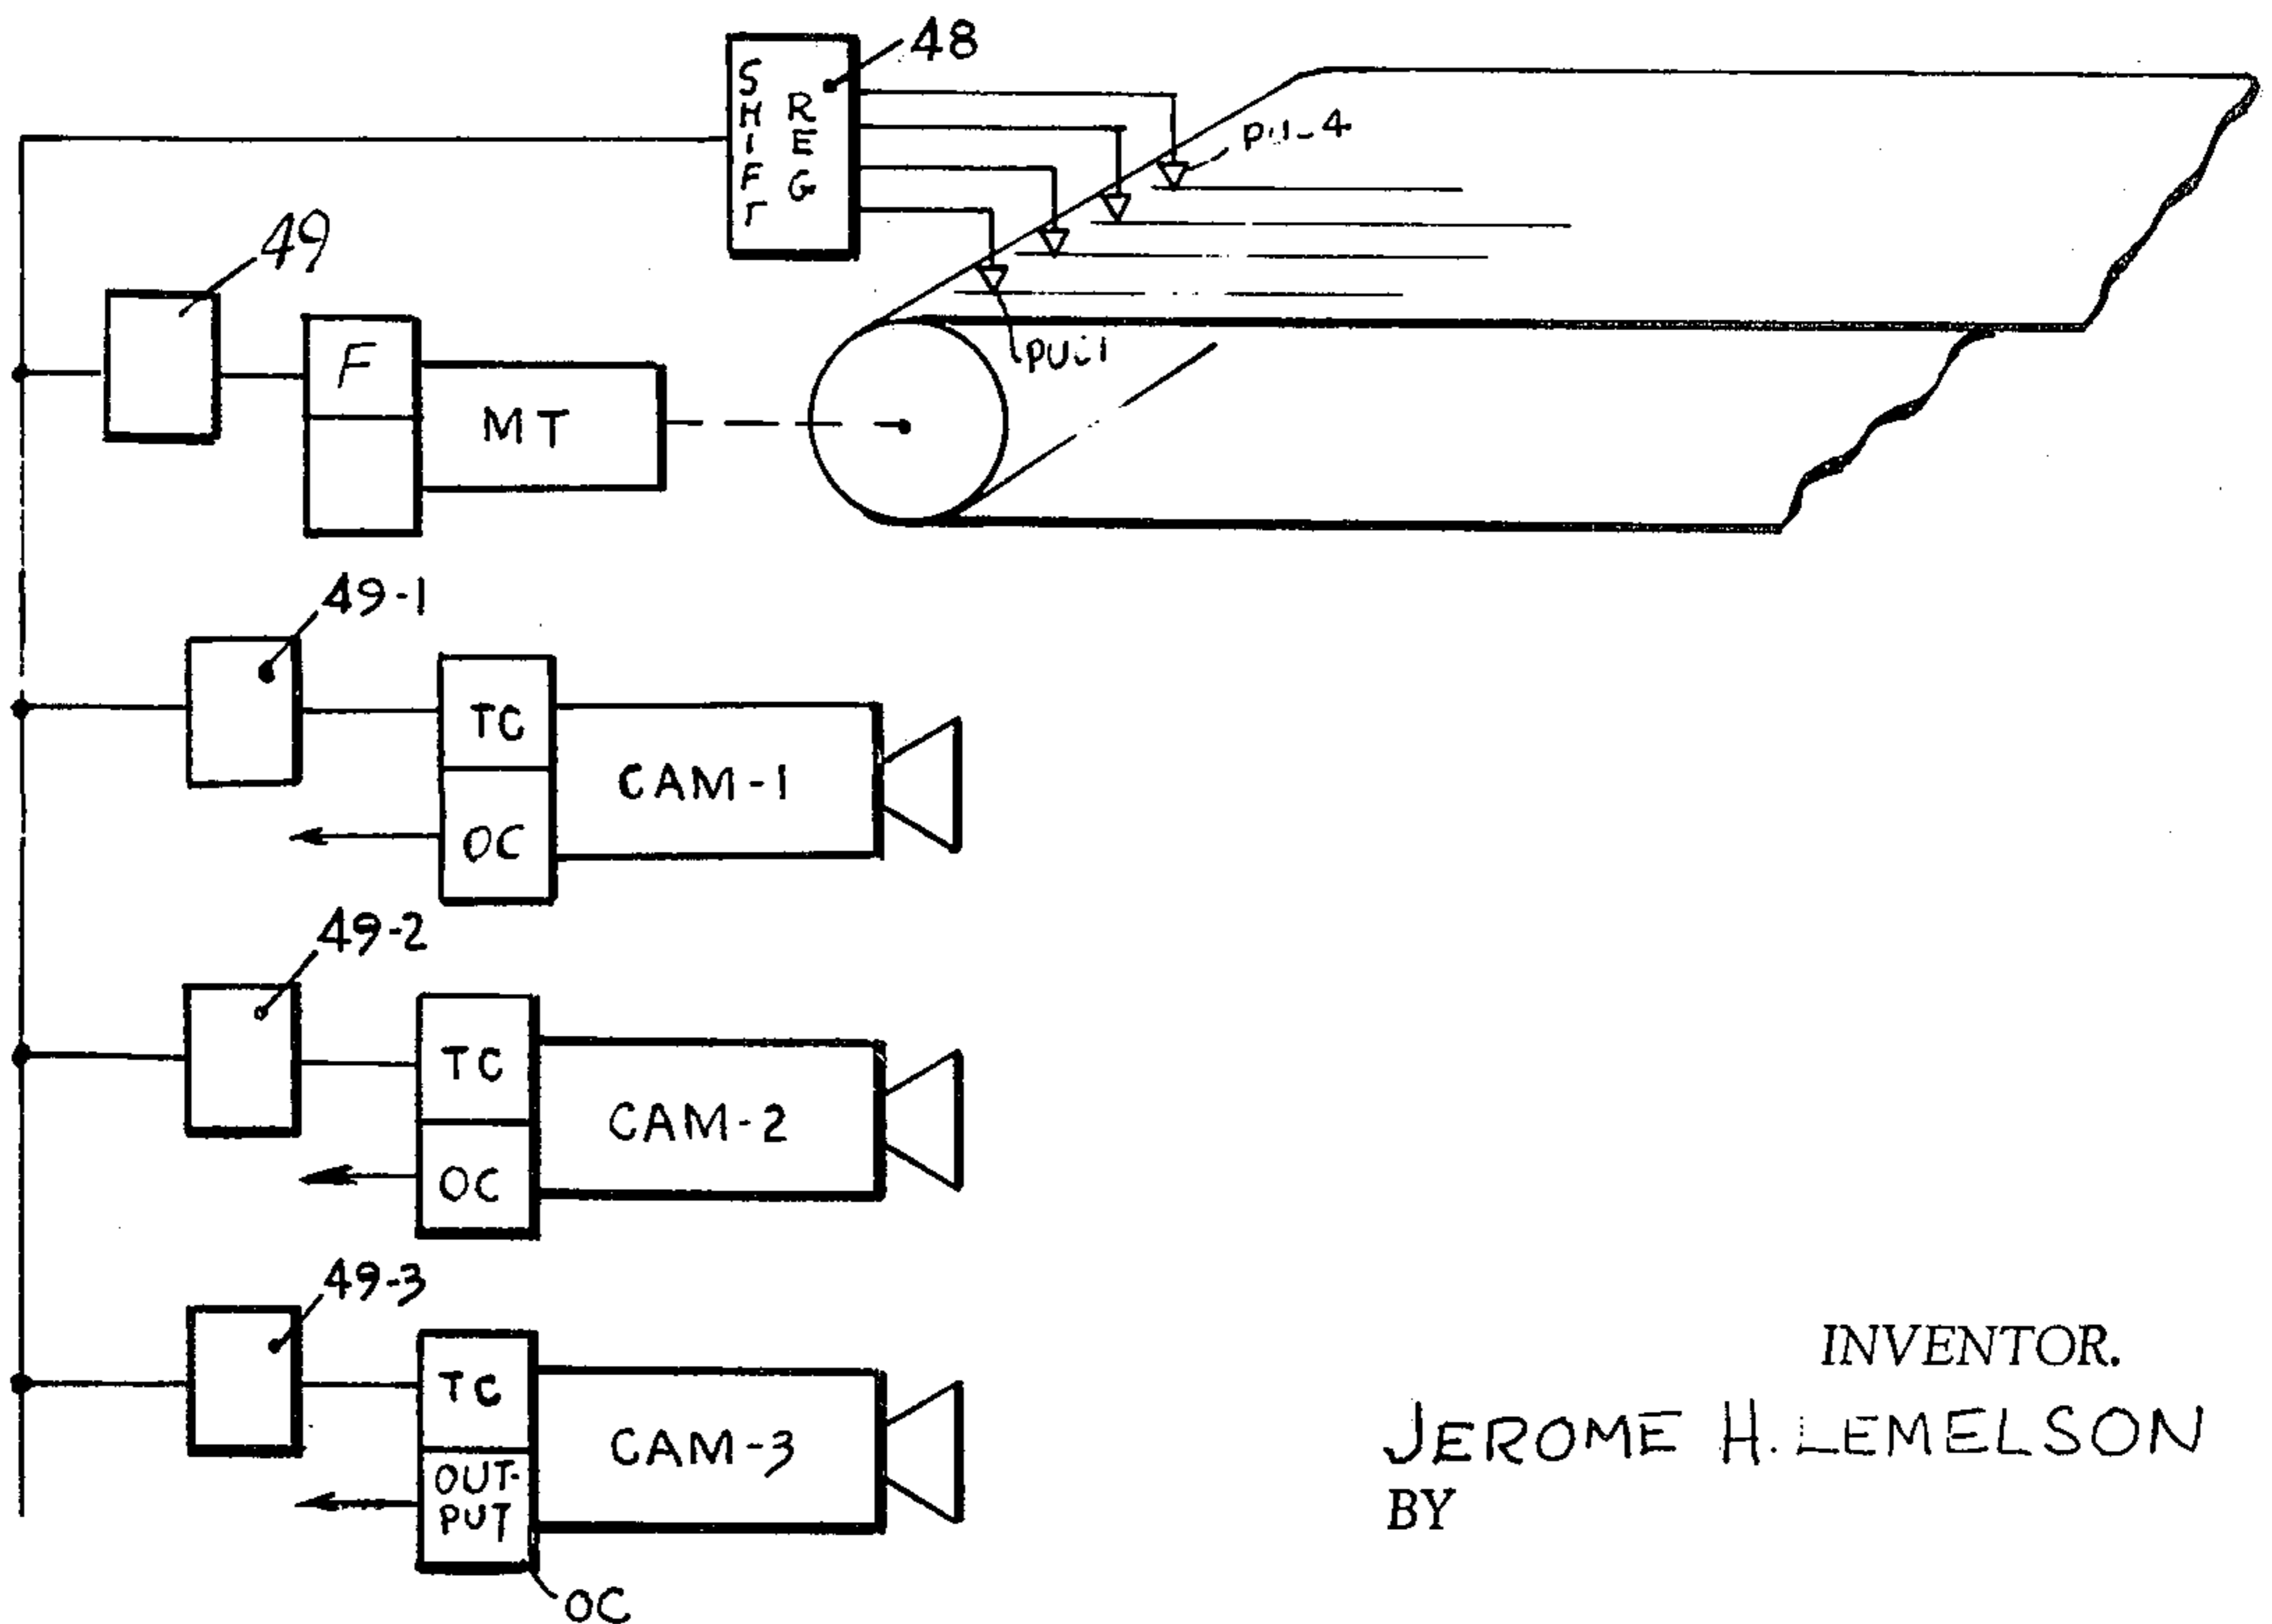 48
SHIFT REG
PU-4
49
F
MT
PU-1
49-1
TC
CAM-1
OC
49-2
TC
CAM-2
OC
49-3
TC
CAM-3
OUT-
PUT
OC
INVENTOR.
JEROME H. LEMELSON
BY